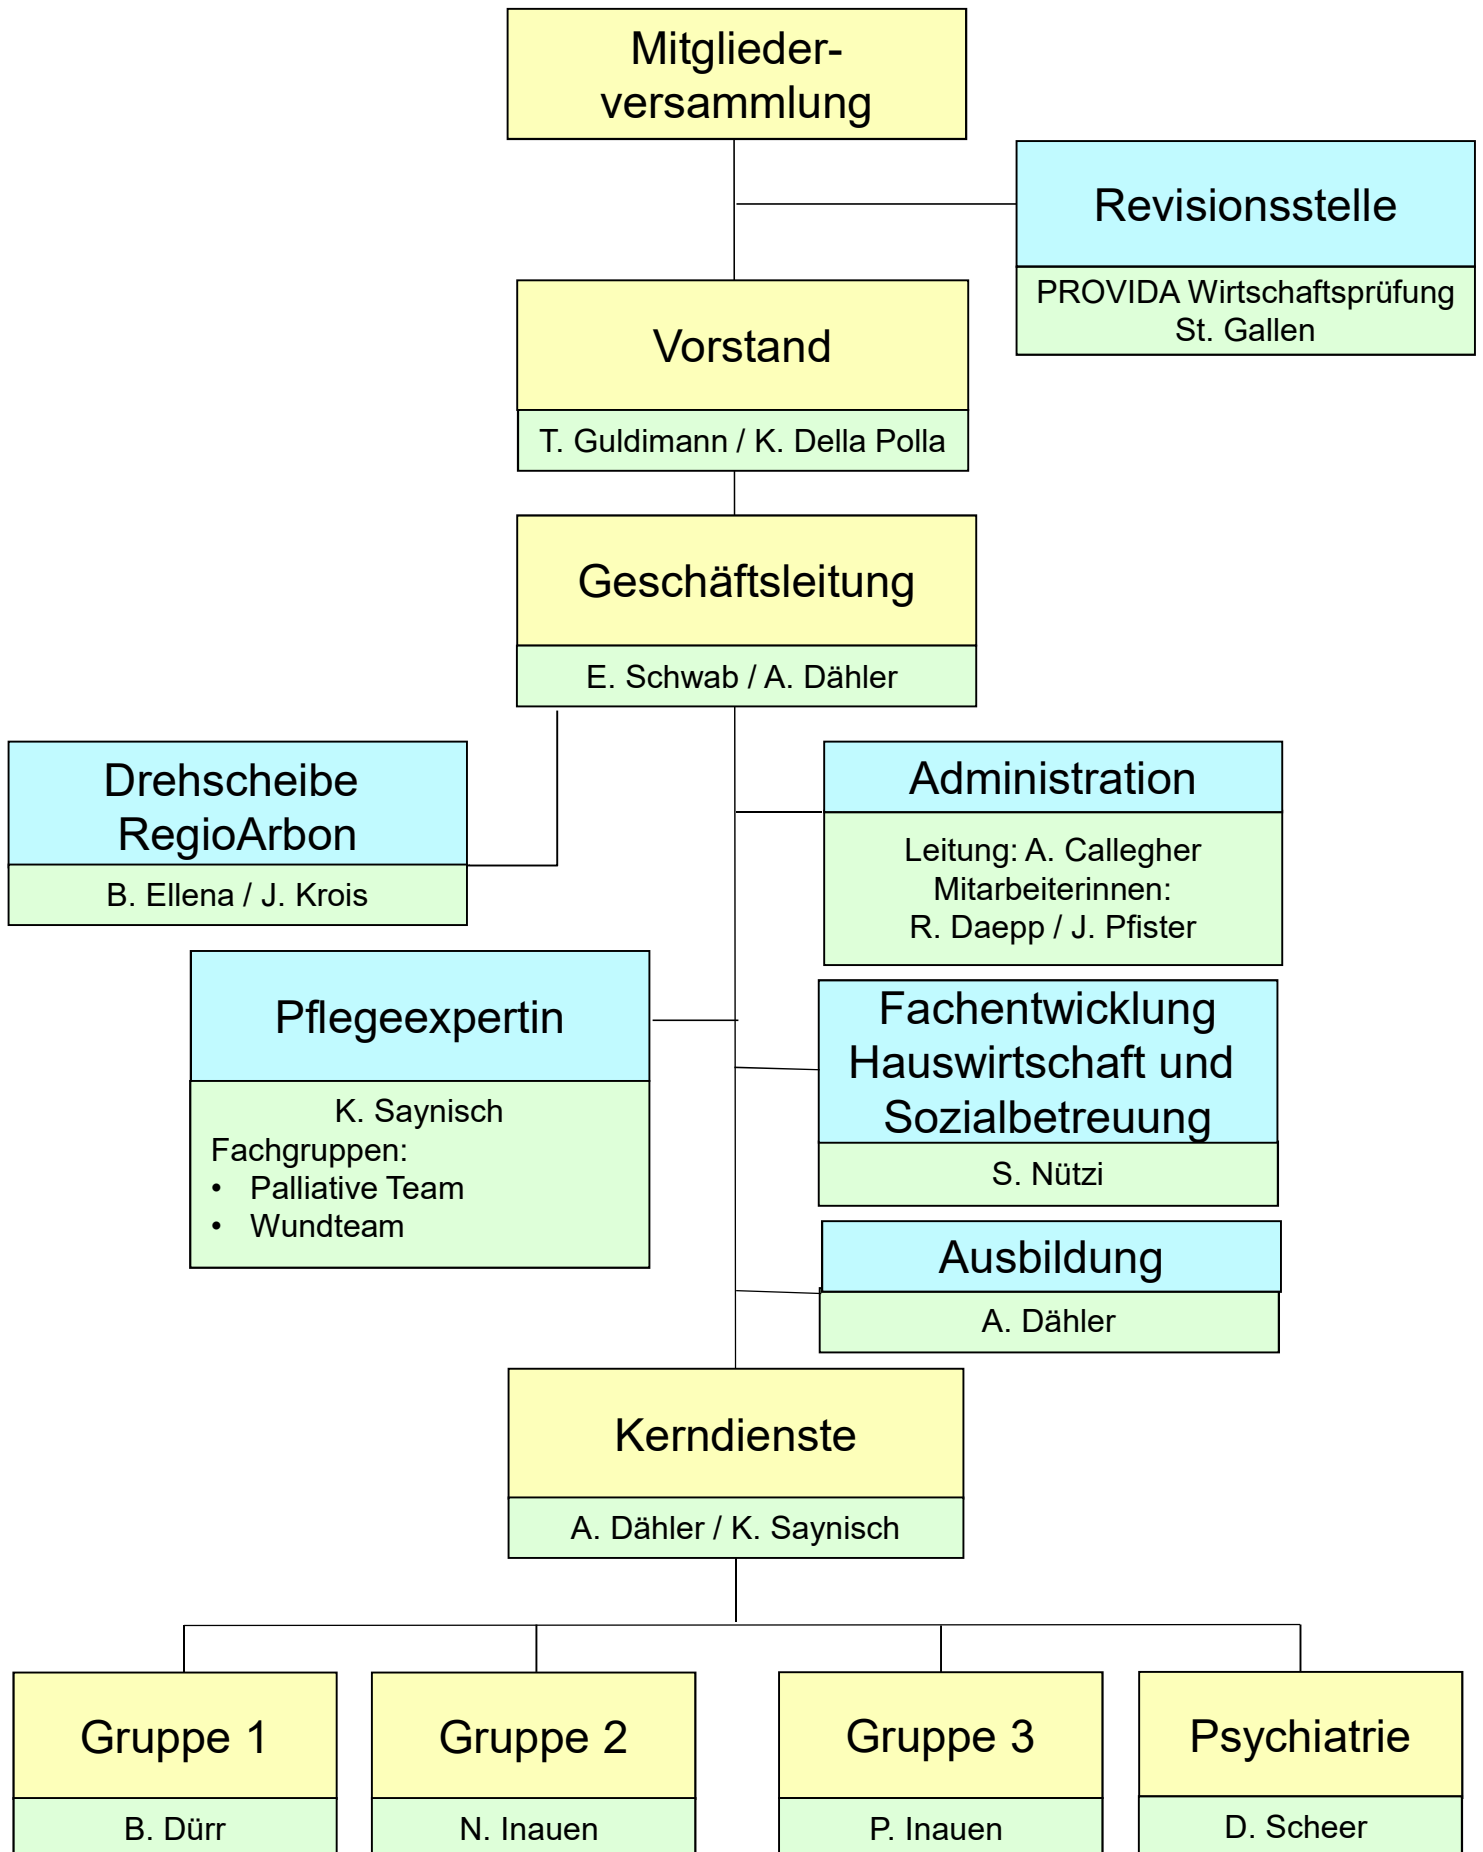 Mitglieder-
versammlung
Revisionsstelle
PROVIDA Wirtschaftsprüfung
St. Gallen
Vorstand
T. Guldimann / K. Della Polla
Geschäftsleitung
E. Schwab / A. Dähler
Drehscheibe
RegioArbon
B. Ellena / J. Krois
Administration
Leitung: A. Callegher
Mitarbeiterinnen:
R. Daepp / J. Pfister
Pflegeexpertin
K. Saynisch
Fachgruppen:
• Palliative Team
• Wundteam
Fachentwicklung
Hauswirtschaft und
Sozialbetreuung
S. Nützi
Ausbildung
A. Dähler
Kerndienste
A. Dähler / K. Saynisch
Gruppe 1
B. Dürr
Gruppe 2
N. Inauen
Gruppe 3
P. Inauen
Psychiatrie
D. Scheer